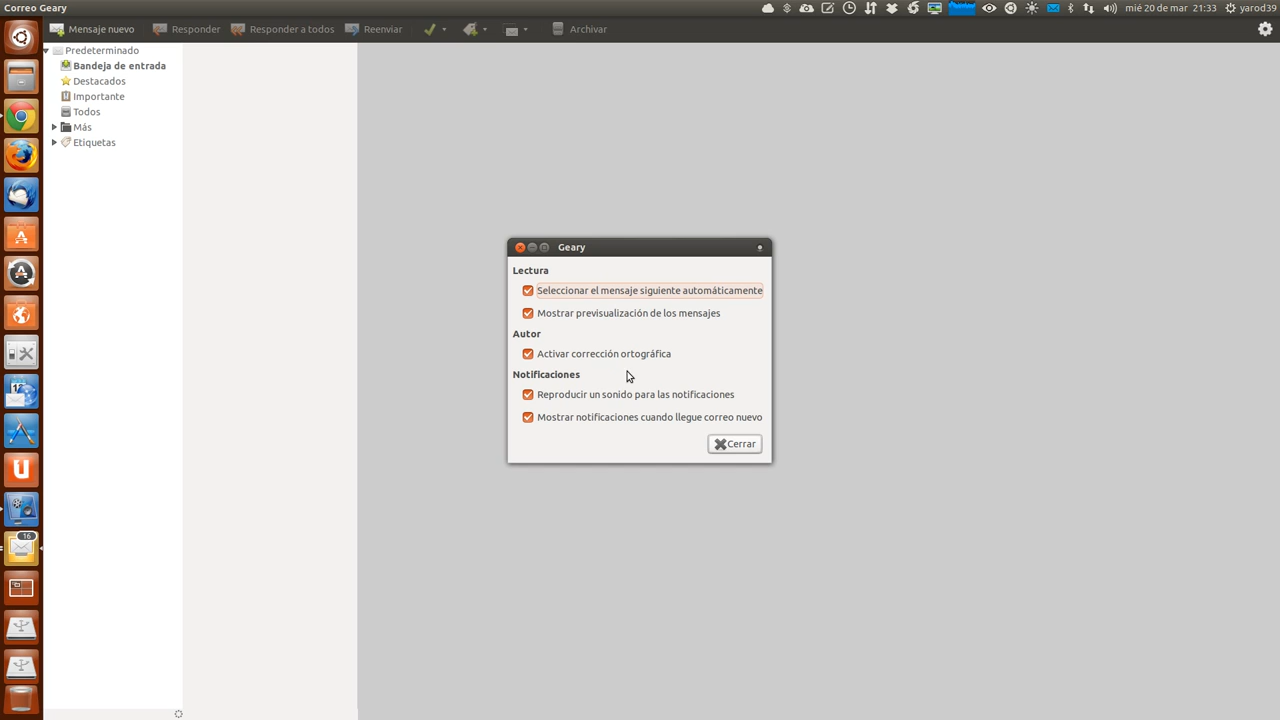 Correo Geary
mié 20 de mar 21:33 yarod39
Mensaje nuevo Responder Responder a todos Reenviar Archivar
Predeterminado
Bandeja de entrada
Destacados
Importante
Todos
Más
Etiquetas
Geary
Lectura
Seleccionar el mensaje siguiente automáticamente
Mostrar previsualización de los mensajes
Autor
Activar corrección ortográfica
Notificaciones
Reproducir un sonido para las notificaciones
Mostrar notificaciones cuando llegue correo nuevo
Cerrar
16